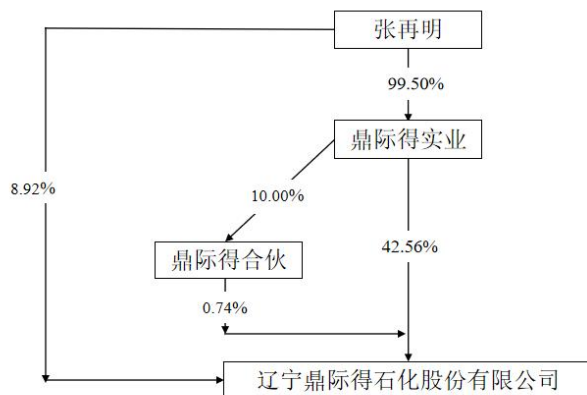 张再明
99.50%
鼎际得实业
8.92%
10.00%
鼎际得合伙
42.56%
0.74%
辽宁鼎际得石化股份有限公司